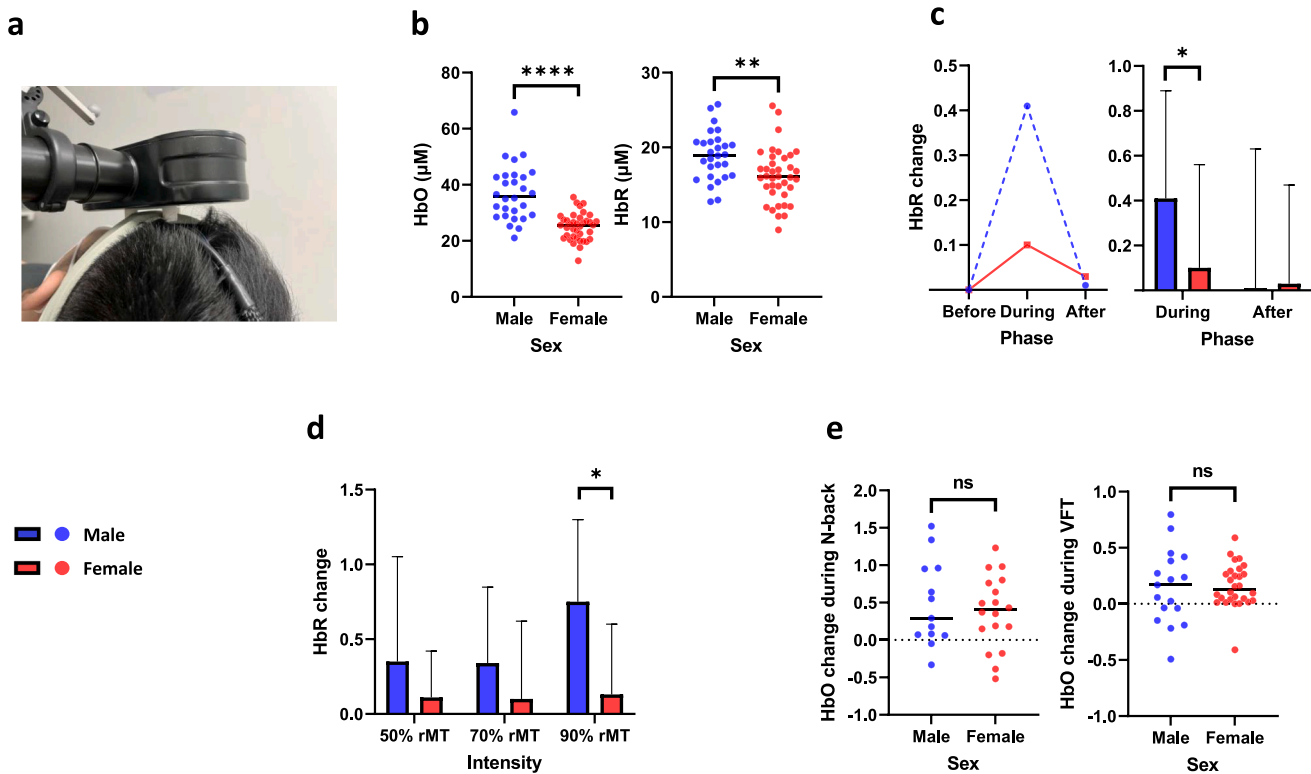 a
b
HbO (µM)
80
60
40
20
0
****
Male Female
Sex
HbR (µM)
30
20
10
0
**
Male Female
Sex
c
HbR change
0.5
0.4
0.3
0.2
0.1
Before During After
Phase
1.0
0.8
0.6
0.4
0.2
*
During After
Phase
d
HbR change
1.5
1.0
0.5
0.0
*
50% rMT 70% rMT 90% rMT
Intensity
Male
Female
e
HbO change during N-back
2.0
1.5
1.0
0.5
0.0
-0.5
-1.0
ns
Male Female
Sex
HbO change during VFT
1.0
0.5
0.0
-0.5
-1.0
ns
Male Female
Sex